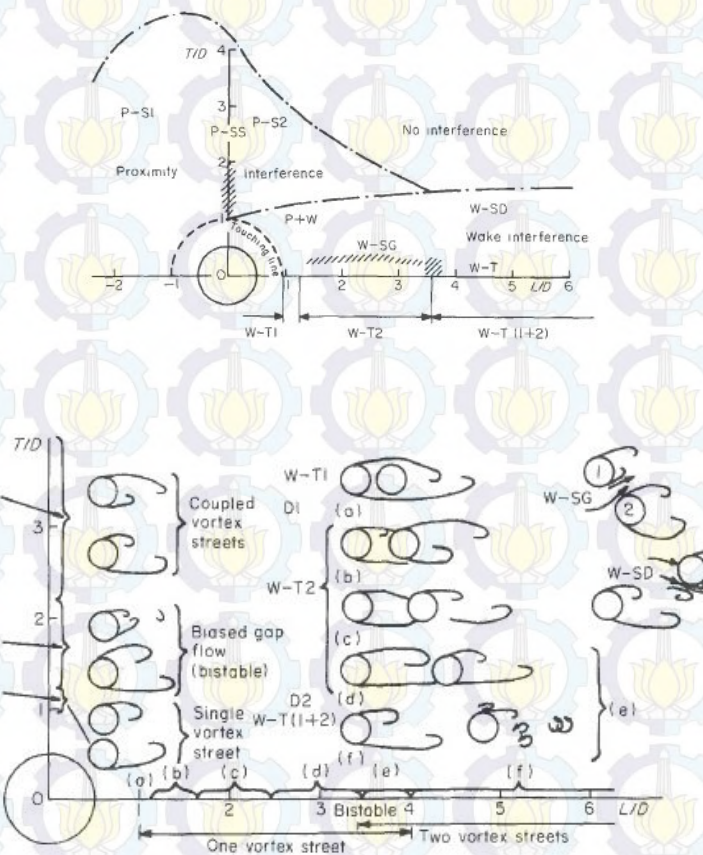 T/D
4
P-S1
3
P-SS P-S2
No interference
2
Proximity interference
1
P+W
W-SD
Touching line
W-SG
Wake interference
W-T
-2 -1 0 1 2 3 4 5 L/D 6
W-T1 W-T2 W-T (1+2)
T/D
3
2
1
0
Coupled
vortex
streets
Biased gap
flow
(bistable)
Single
vortex
street
W-T1
D1
(a)
W-T2
(b)
(c)
D2 (d)
W-T(1+2)
(f)
W-SG
1
2
W-SD
(e)
(a) (b) (c) (d) (e) (f)
1 2 3 Bistable 4 5 6 L/D
One vortex street Two vortex streets